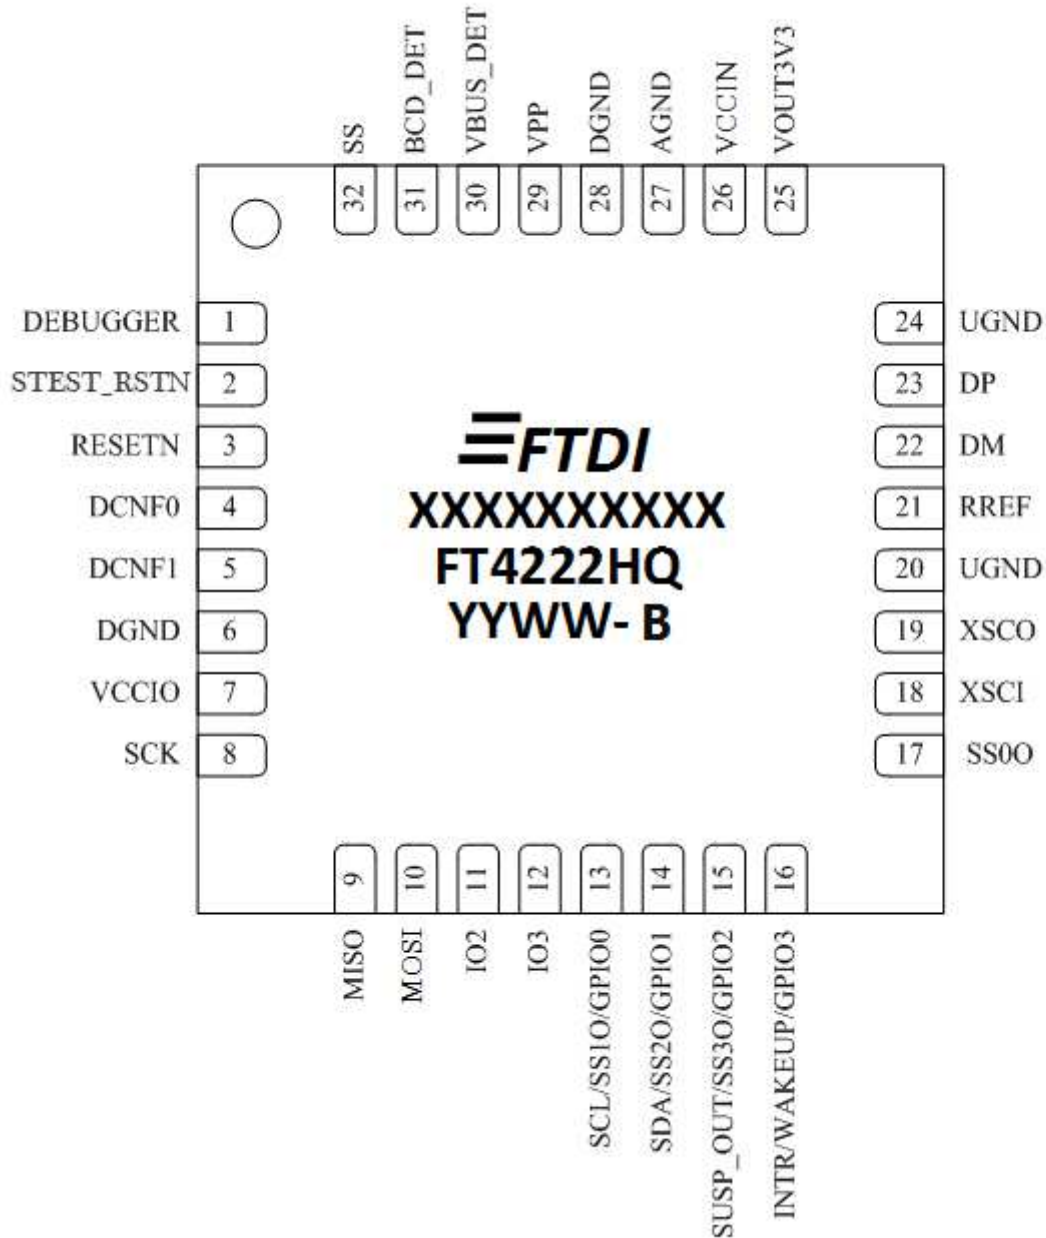 SS
BCD_DET
VBUS_DET
VPP
DGND
AGND
VCCIN
VOUT3V3
32
31
30
29
28
27
26
25
DEBUGGER 1
STEST_RSTN 2
RESETN 3
DCNF0 4
DCNF1 5
DGND 6
VCCIO 7
SCK 8
FTDI
XXXXXXXXXX
FT4222HQ
YYWW- B
24 UGND
23 DP
22 DM
21 RREF
20 UGND
19 XSCO
18 XSCI
17 SS0O
9
10
11
12
13
14
15
16
MISO
MOSI
IO2
IO3
SCL/SS1O/GPIO0
SDA/SS2O/GPIO1
SUSP_OUT/SS3O/GPIO2
INTR/WAKEUP/GPIO3